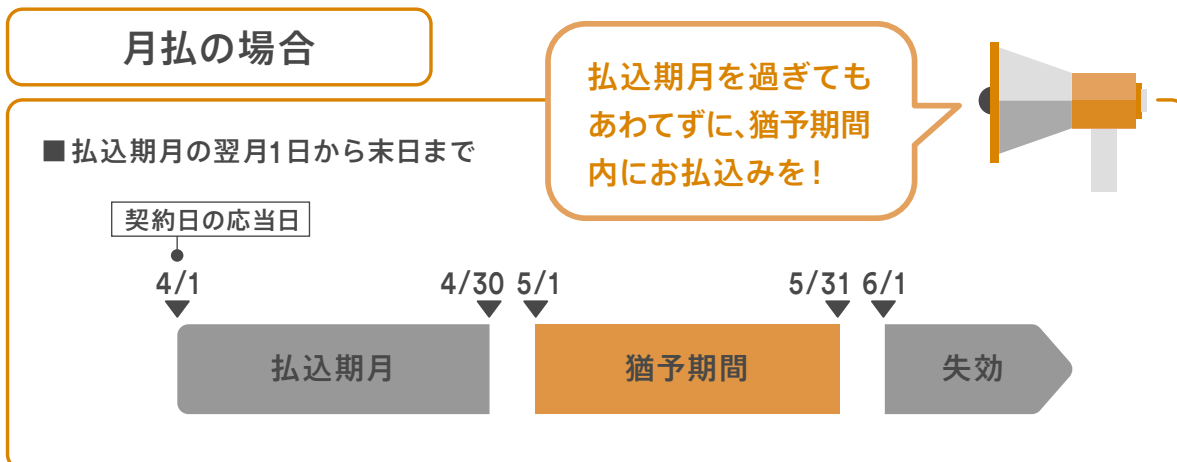 月払の場合
払込期月を過ぎても
あわてずに、猶予期間
内にお払込みを！
■払込期月の翌月1日から末日まで
契約日の応当日
4/1 4/30 5/1 5/31 6/1
払込期月 猶予期間 失効